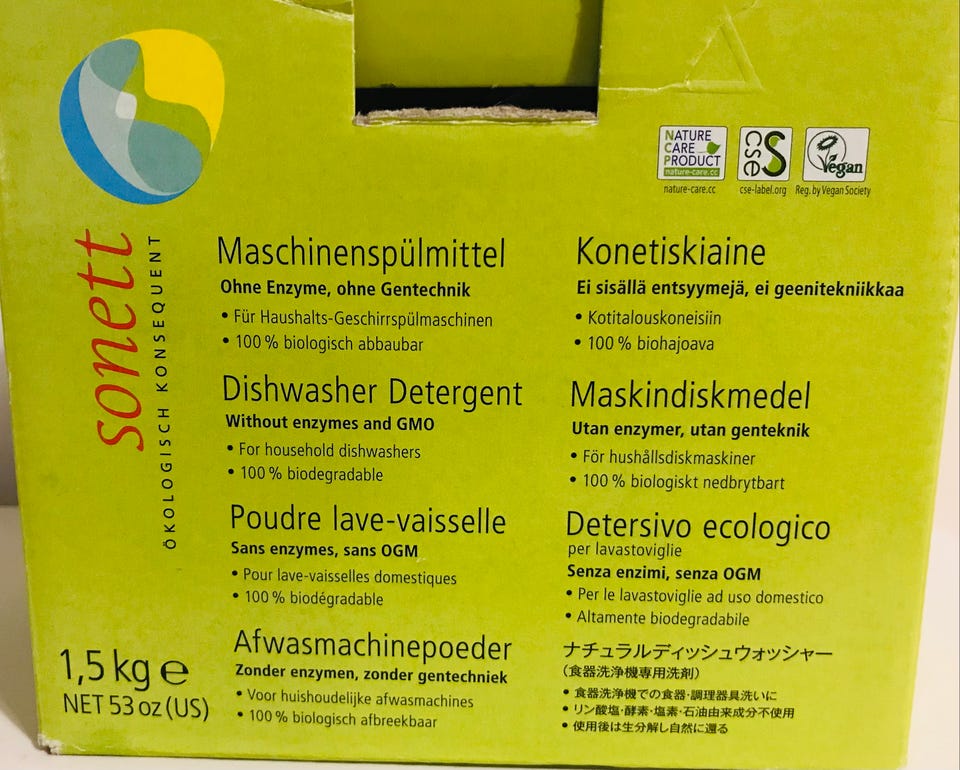 sonett
ÖKOLOGISCH KONSEQUENT
NATURE
CARE
PRODUCT
nature-care.cc
nature-care.cc
cse
cse-label.org
Vegan
Reg. by Vegan Society
Maschinenspülmittel
Ohne Enzyme, ohne Gentechnik
• Für Haushalts-Geschirrspülmaschinen
• 100 % biologisch abbaubar
Dishwasher Detergent
Without enzymes and GMO
• For household dishwashers
• 100 % biodegradable
Poudre lave-vaisselle
Sans enzymes, sans OGM
• Pour lave-vaisselles domestiques
• 100 % biodégradable
Afwasmachinepoeder
Zonder enzymen, zonder gentechniek
• Voor huishoudelijke afwasmachines
• 100 % biologisch afbreekbaar
Konetiskiaine
Ei sisällä entsyymejä, ei geenitekniikkaa
• Kotitalouskoneisiin
• 100 % biohajoava
Maskindiskmedel
Utan enzymer, utan genteknik
• För hushållsdiskmaskiner
• 100 % biologiskt nedbrytbart
Detersivo ecologico
per lavastoviglie
Senza enzimi, senza OGM
• Per le lavastoviglie ad uso domestico
• Altamente biodegradabile
ナチュラルディッシュウォッシャー
（食器洗浄機専用洗剤）
• 食器洗浄機での食器・調理器具洗いに
• リン酸塩・酵素・塩素・石油由来成分不使用
• 使用後は生分解し自然に還る
1,5 kg e
NET 53 oz (US)